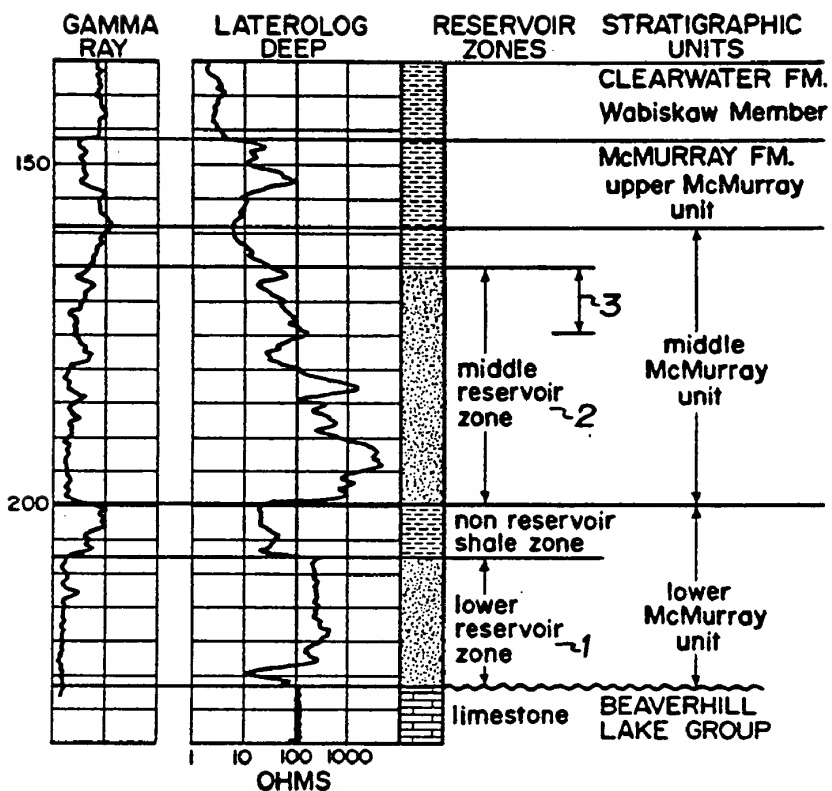 GAMMA
RAY
LATEROLOG
DEEP
RESERVOIR
ZONES
STRATIGRAPHIC
UNITS
CLEARWATER FM.
Wabiskaw Member
150
McMURRAY FM.
upper McMurray
unit
3
middle
reservoir
zone
2
middle
McMurray
unit
200
non reservoir
shale zone
lower
reservoir
zone
1
lower
McMurray
unit
limestone
BEAVERHILL
LAKE GROUP
1 10 100 1000
OHMS